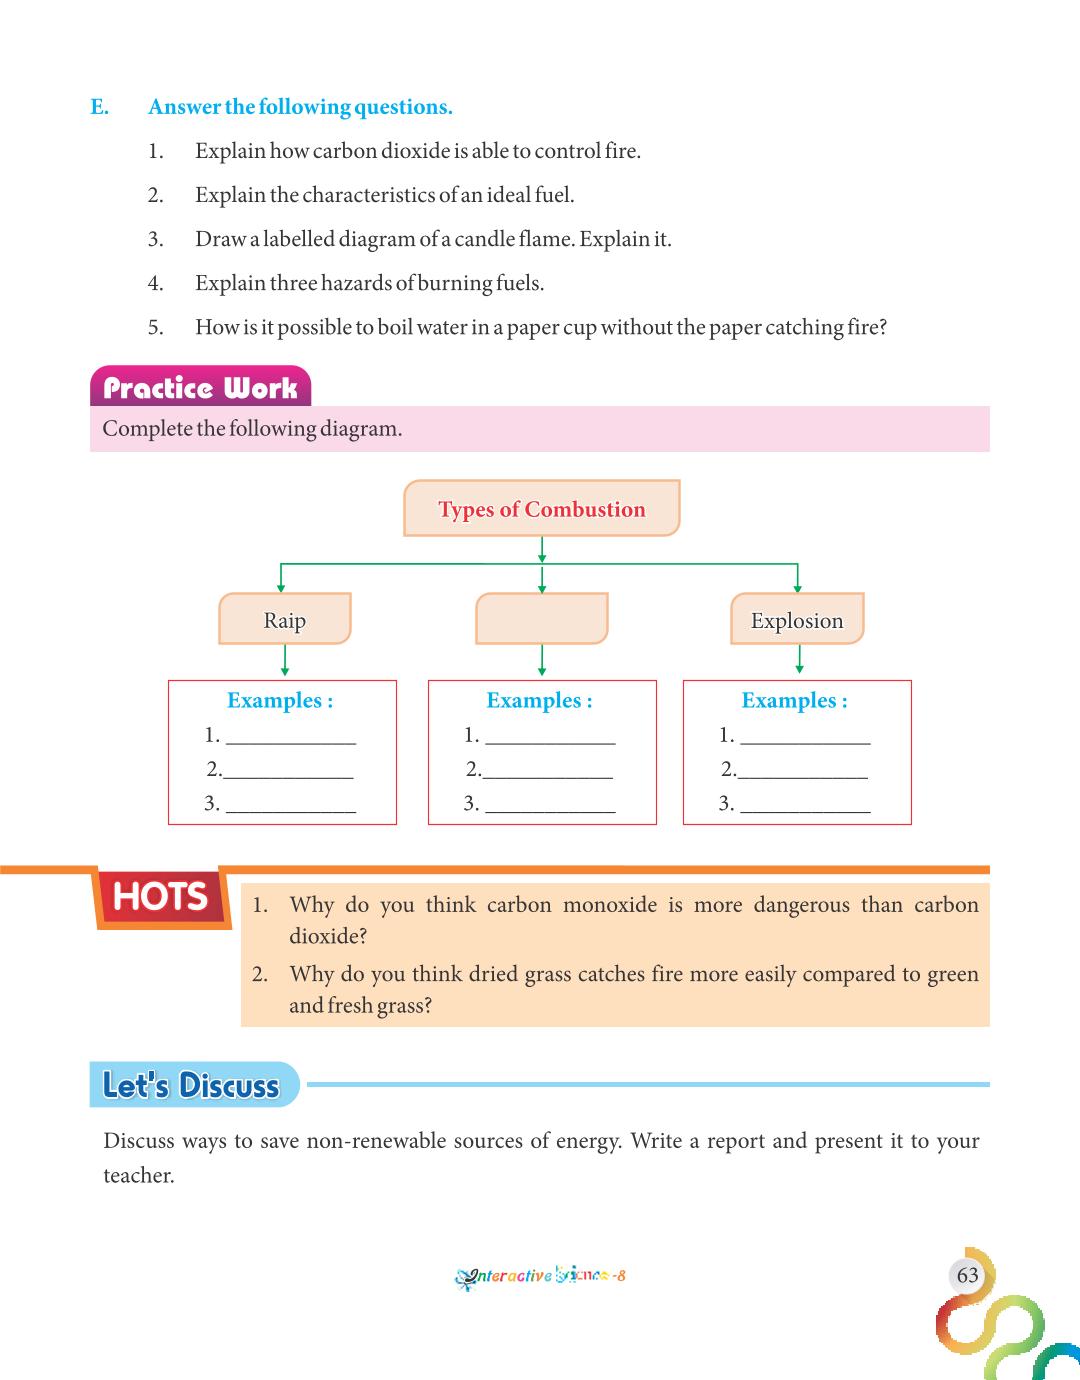 E. Answer the following questions.
1. Explain how carbon dioxide is able to control fire.
2. Explain the characteristics of an ideal fuel.
3. Draw a labelled diagram of a candle flame. Explain it.
4. Explain three hazards of burning fuels.
5. How is it possible to boil water in a paper cup without the paper catching fire?
Practice Work
Complete the following diagram.
Types of Combustion
Raip
Explosion
Examples :
1. ____________
2.____________
3. ____________
Examples :
1. ____________
2.____________
3. ____________
Examples :
1. ____________
2.____________
3. ____________
HOTS
1. Why do you think carbon monoxide is more dangerous than carbon
dioxide?
2. Why do you think dried grass catches fire more easily compared to green
and fresh grass?
Let's Discuss
Discuss ways to save non-renewable sources of energy. Write a report and present it to your
teacher.
Interactive Science-8
63